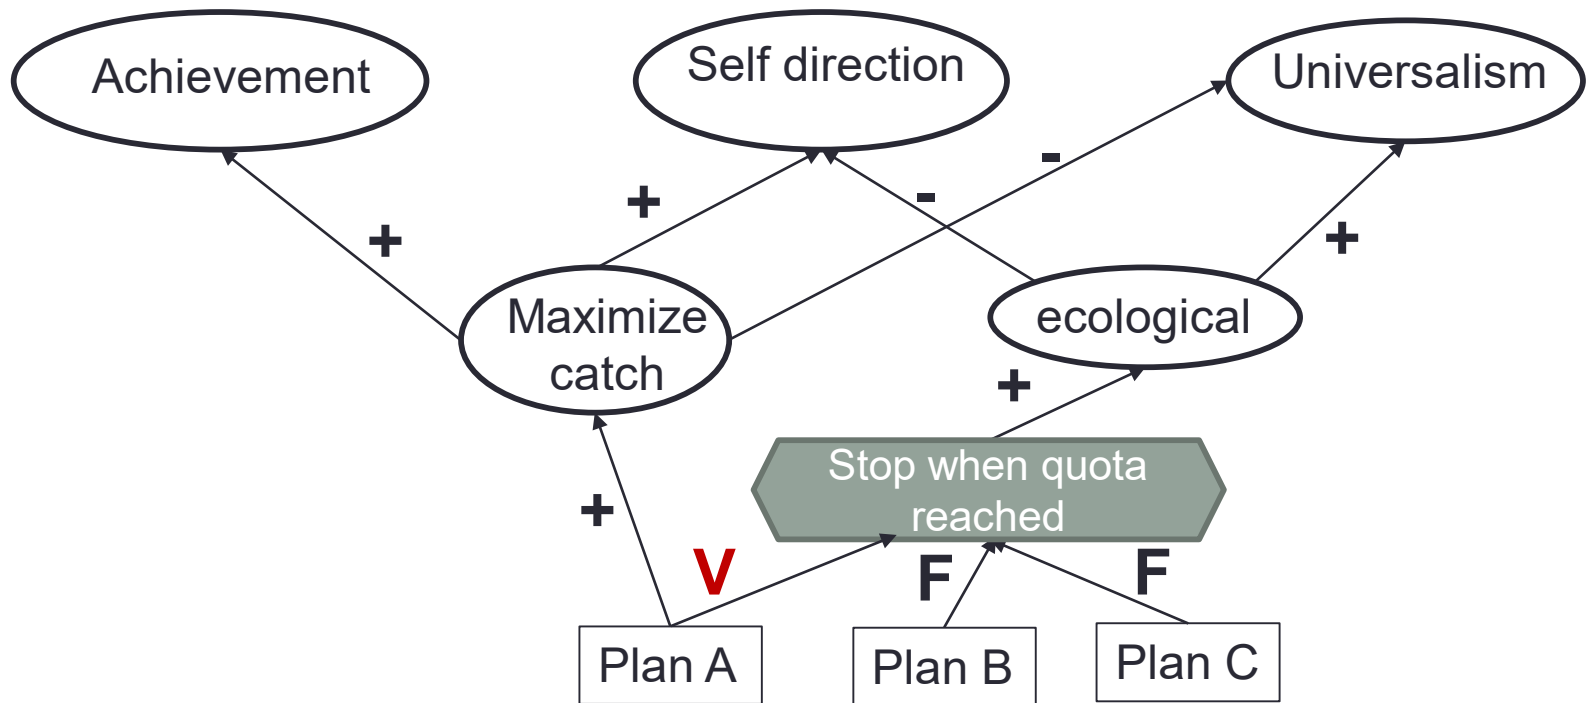 Achievement
Self direction
Universalism
+
+
-
-
+
Maximize
catch
ecological
+
+
Stop when quota
reached
V
F
F
Plan A
Plan B
Plan C